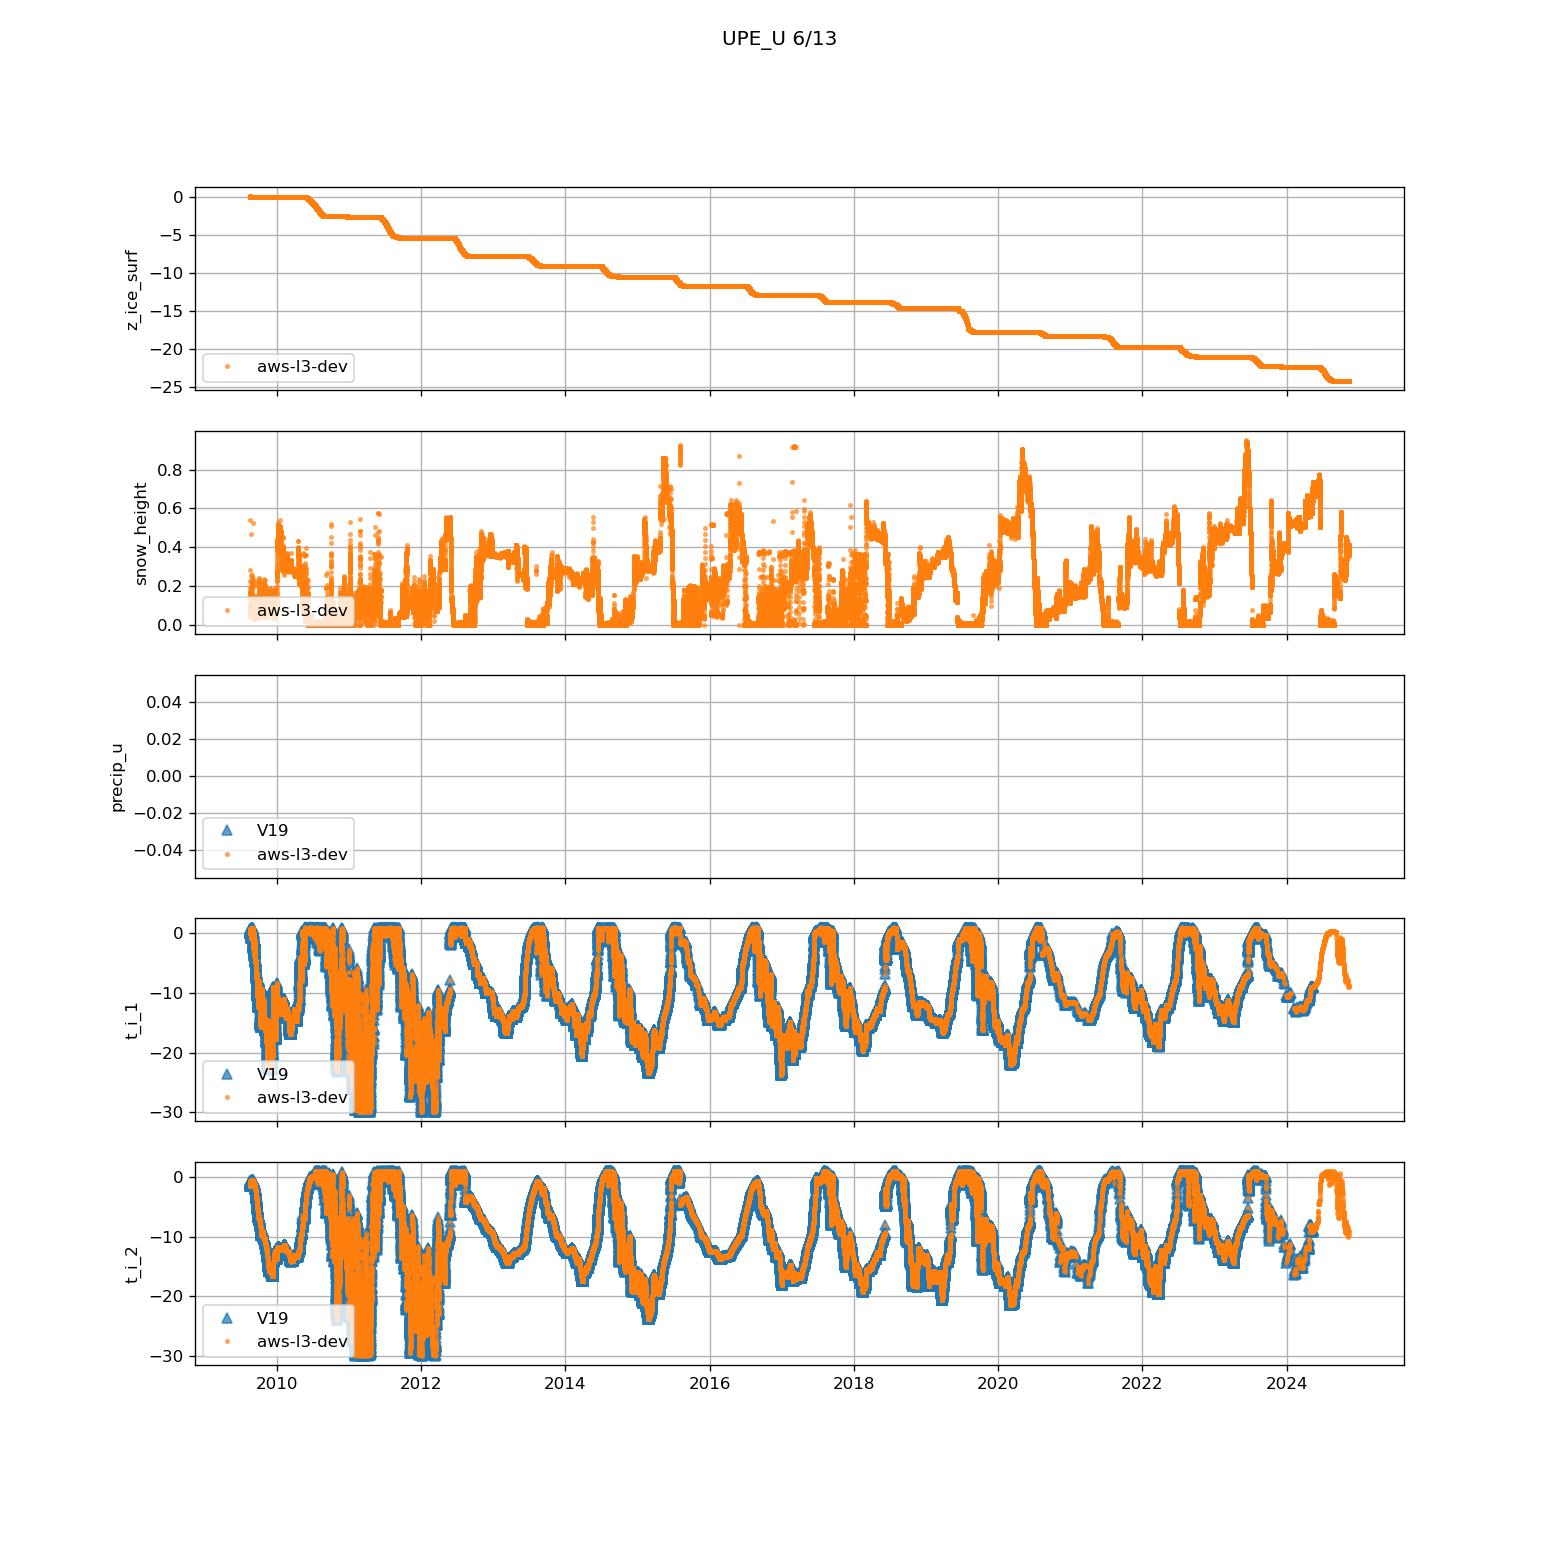 UPE_U 6/13
0
−5
−10
−15
−20
−25
z_ice_surf
aws-l3-dev
0.8
0.6
0.4
0.2
0.0
snow_height
aws-l3-dev
0.04
0.02
0.00
−0.02
−0.04
precip_u
V19
aws-l3-dev
0
−10
−20
−30
t_i_1
V19
aws-l3-dev
0
−10
−20
−30
t_i_2
V19
aws-l3-dev
2010 2012 2014 2016 2018 2020 2022 2024